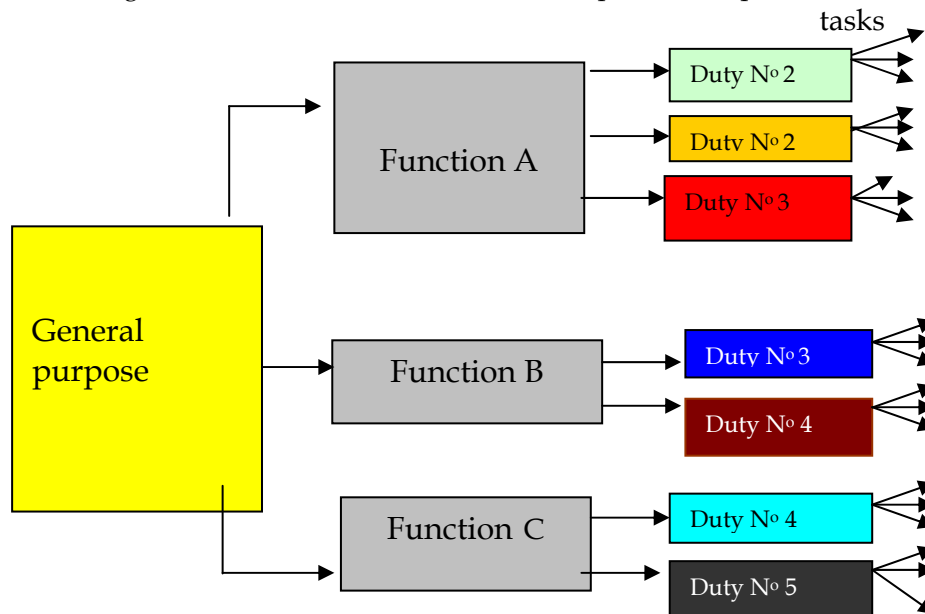 tasks
Duty Nº 2
Function A
Duty Nº 2
Duty Nº 3
General
purpose
Function B
Duty Nº 3
Duty Nº 4
Function C
Duty Nº 4
Duty Nº 5